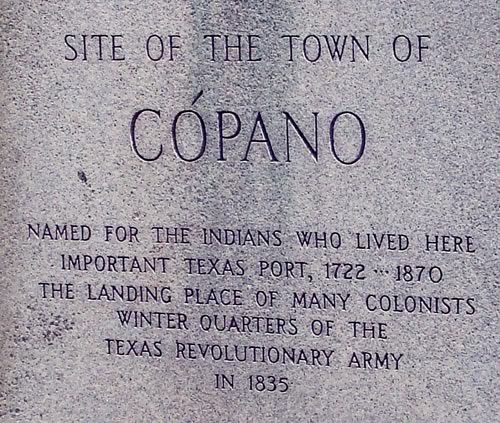 SITE OF THE TOWN OF
CÓPANO
NAMED FOR THE INDIANS WHO LIVED HERE
IMPORTANT TEXAS PORT, 1722 ··· 1870
THE LANDING PLACE OF MANY COLONISTS
WINTER QUARTERS OF THE
TEXAS REVOLUTIONARY ARMY
IN 1835